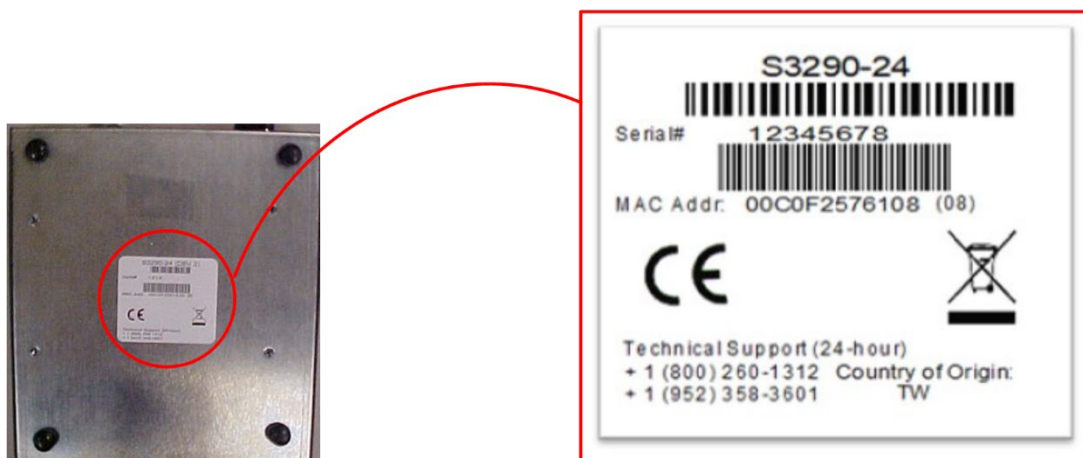 S3290-24
Serial# 12345678
MAC Addr: 00C0F2576108 (08)
CE
Technical Support (24-hour)
+ 1 (800) 260-1312 Country of Origin:
+ 1 (952) 358-3601 TW